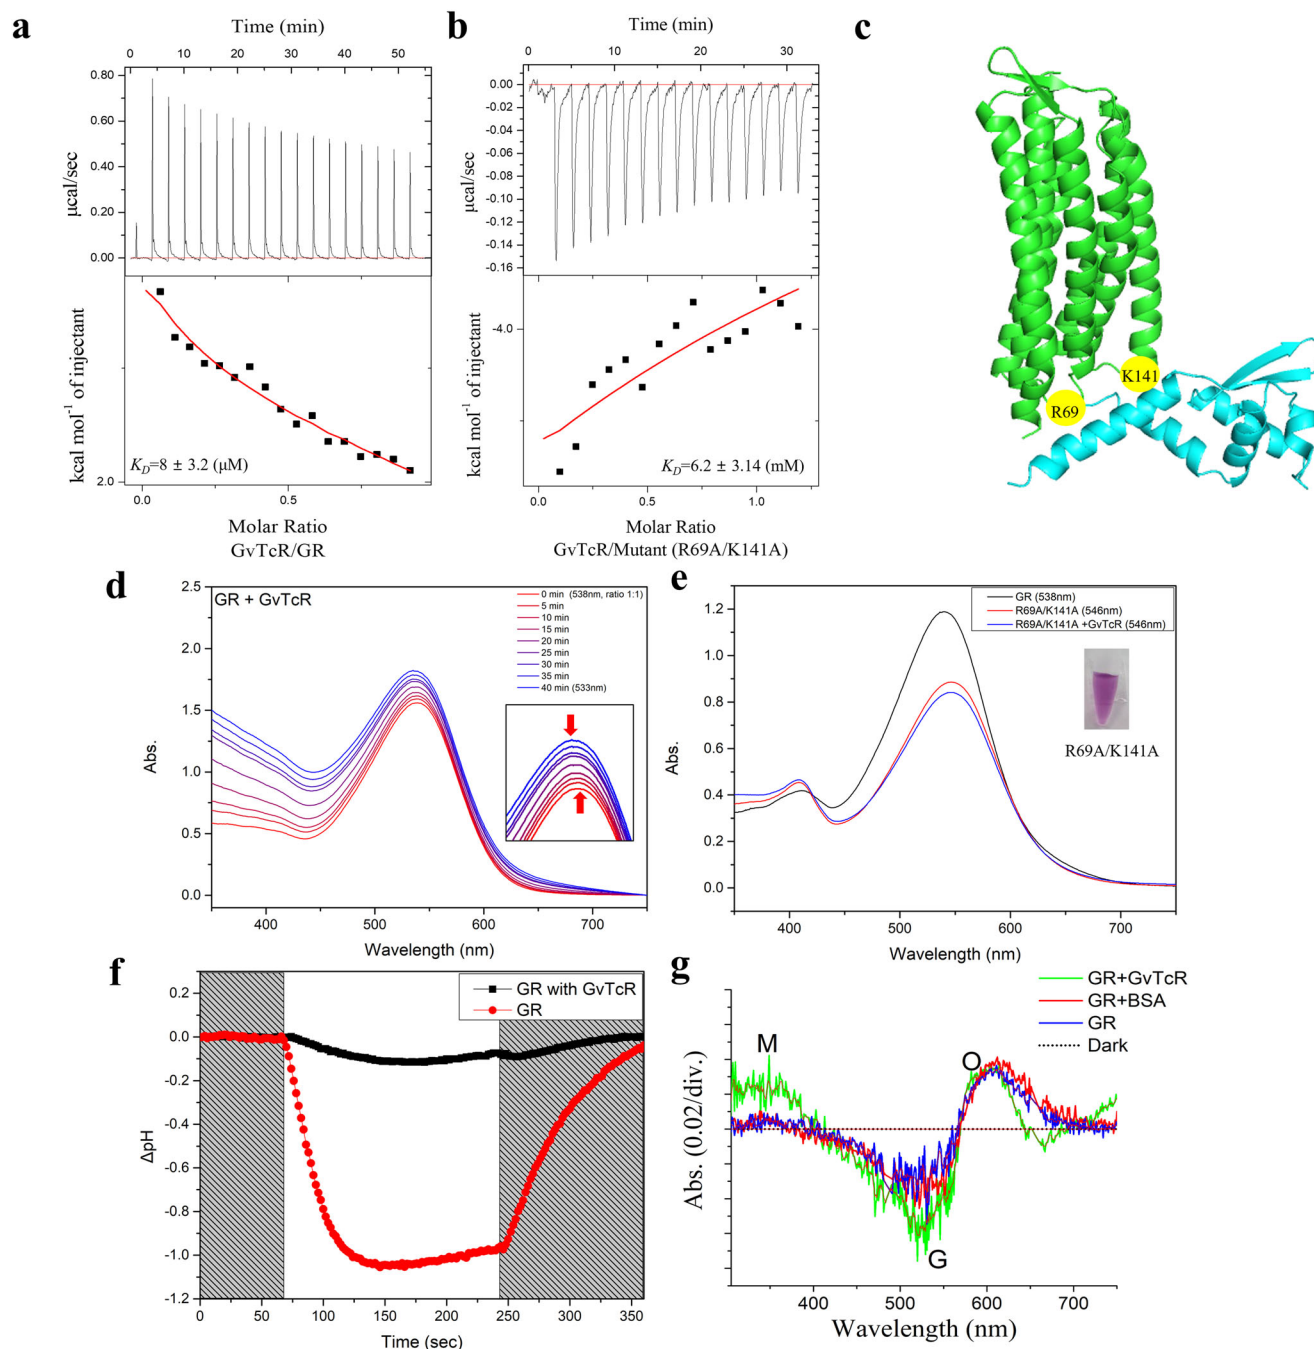 a
Time (min)
0 10 20 30 40 50
0.80
0.60
0.40
0.20
0.00
µcal/sec
kcal mol-1 of injectant
2.0
KD=8 ± 3.2 (µM)
0.0 0.5
Molar Ratio
GvTcR/GR
b
Time (min)
0 10 20 30
0.00
-0.02
-0.04
-0.06
-0.08
-0.10
-0.12
-0.14
-0.16
µcal/sec
-4.0
kcal mol-1 of injectant
KD=6.2 ± 3.14 (mM)
0.0 0.5 1.0
Molar Ratio
GvTcR/Mutant (R69A/K141A)
c
K141
R69
d
GR + GvTcR
0 min (538nm, ratio 1:1)
5 min
10 min
15 min
20 min
25 min
30 min
35 min
40 min (533nm)
2.5
2.0
1.5
1.0
0.5
0.0
Abs.
400 500 600 700
Wavelength (nm)
e
GR (538nm)
R69A/K141A (546nm)
R69A/K141A +GvTcR (546nm)
R69A/K141A
1.2
1.0
0.8
0.6
0.4
0.2
0.0
Abs.
400 500 600 700
Wavelength (nm)
f
GR with GvTcR
GR
0.2
0.0
-0.2
-0.4
-0.6
-0.8
-1.0
-1.2
ΔpH
0 50 100 150 200 250 300 350
Time (sec)
g
GR+GvTcR
GR+BSA
GR
Dark
M
O
G
Abs. (0.02/div.)
400 500 600 700
Wavelength (nm)